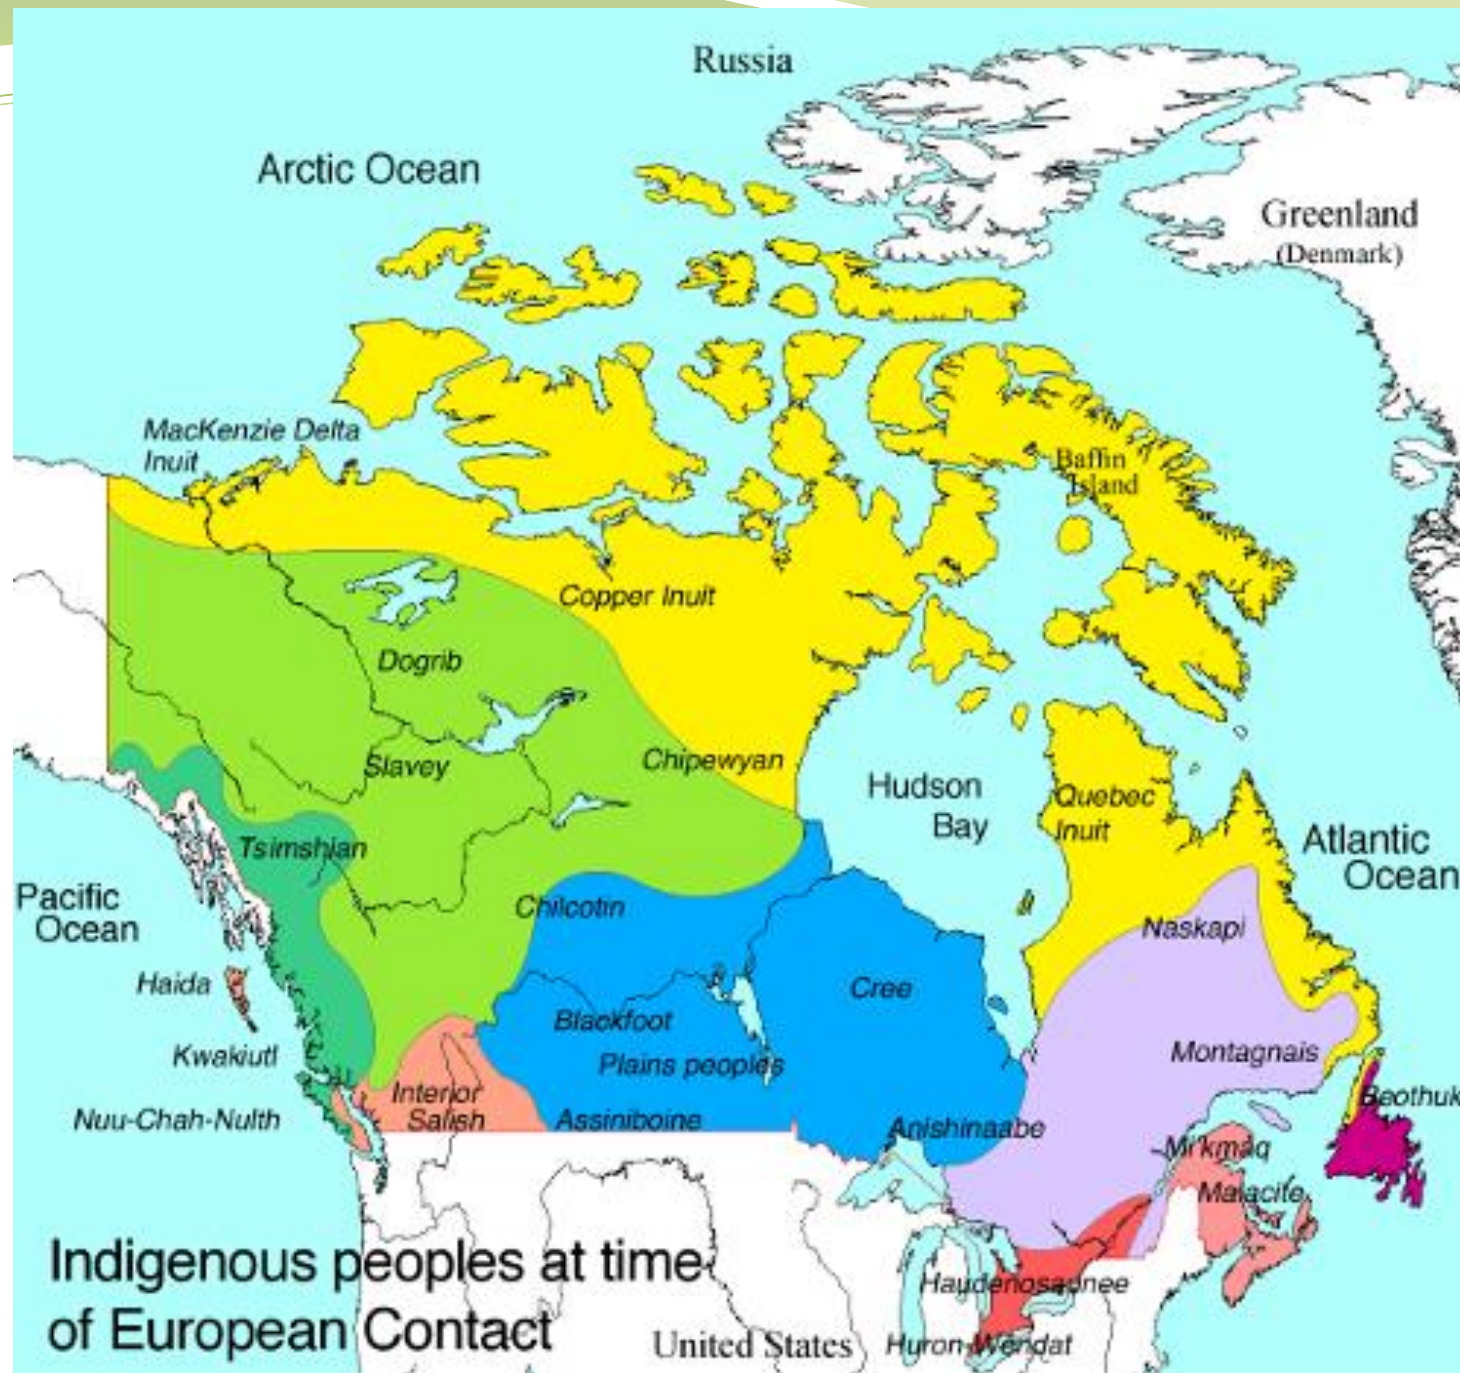 Russia
Arctic Ocean
Greenland
(Denmark)
MacKenzie Delta
Inuit
Baffin
Island
Copper Inuit
Dogrib
Slavey
Chipewyan
Hudson
Bay
Quebec
Inuit
Atlantic
Ocean
Tsimshian
Pacific
Ocean
Chilcotin
Naskapi
Haida
Cree
Blackfoot
Kwakiutl
Plains peoples
Montagnais
Interior
Salish
Beothuk
Nuu-Chah-Nulth
Assiniboine
Anishinaabe
Mi'kmaq
Malacite
Indigenous peoples at time
of European Contact
Haudenosaunee
United States
Huron-Wendat